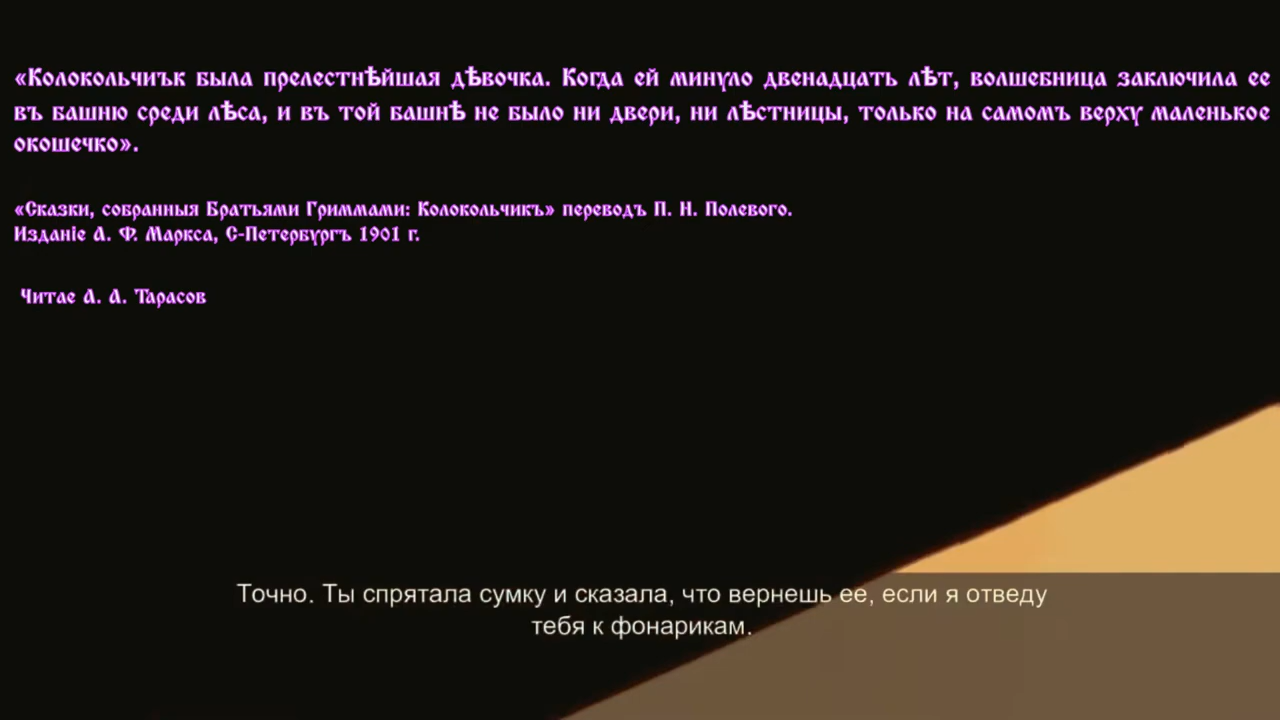 «Колокольчиък была прелестнѣйшая дѣвочка. Когда ей минуло двенадцать лѣт, волшебница заключила ее
въ башню среди лѣса, и въ той башнѣ не было ни двери, ни лѣстницы, только на самомъ верху маленькое
окошечко».
«Сказки, собранныя Братьями Гриммами: Колокольчикъ» переводъ П. Н. Полевого.
Изданіе А. Ф. Маркса, С-Петербургъ 1901 г.
Читае А. А. Тарасов
Точно. Ты спрятала сумку и сказала, что вернешь ее, если я отведу
тебя к фонарикам.